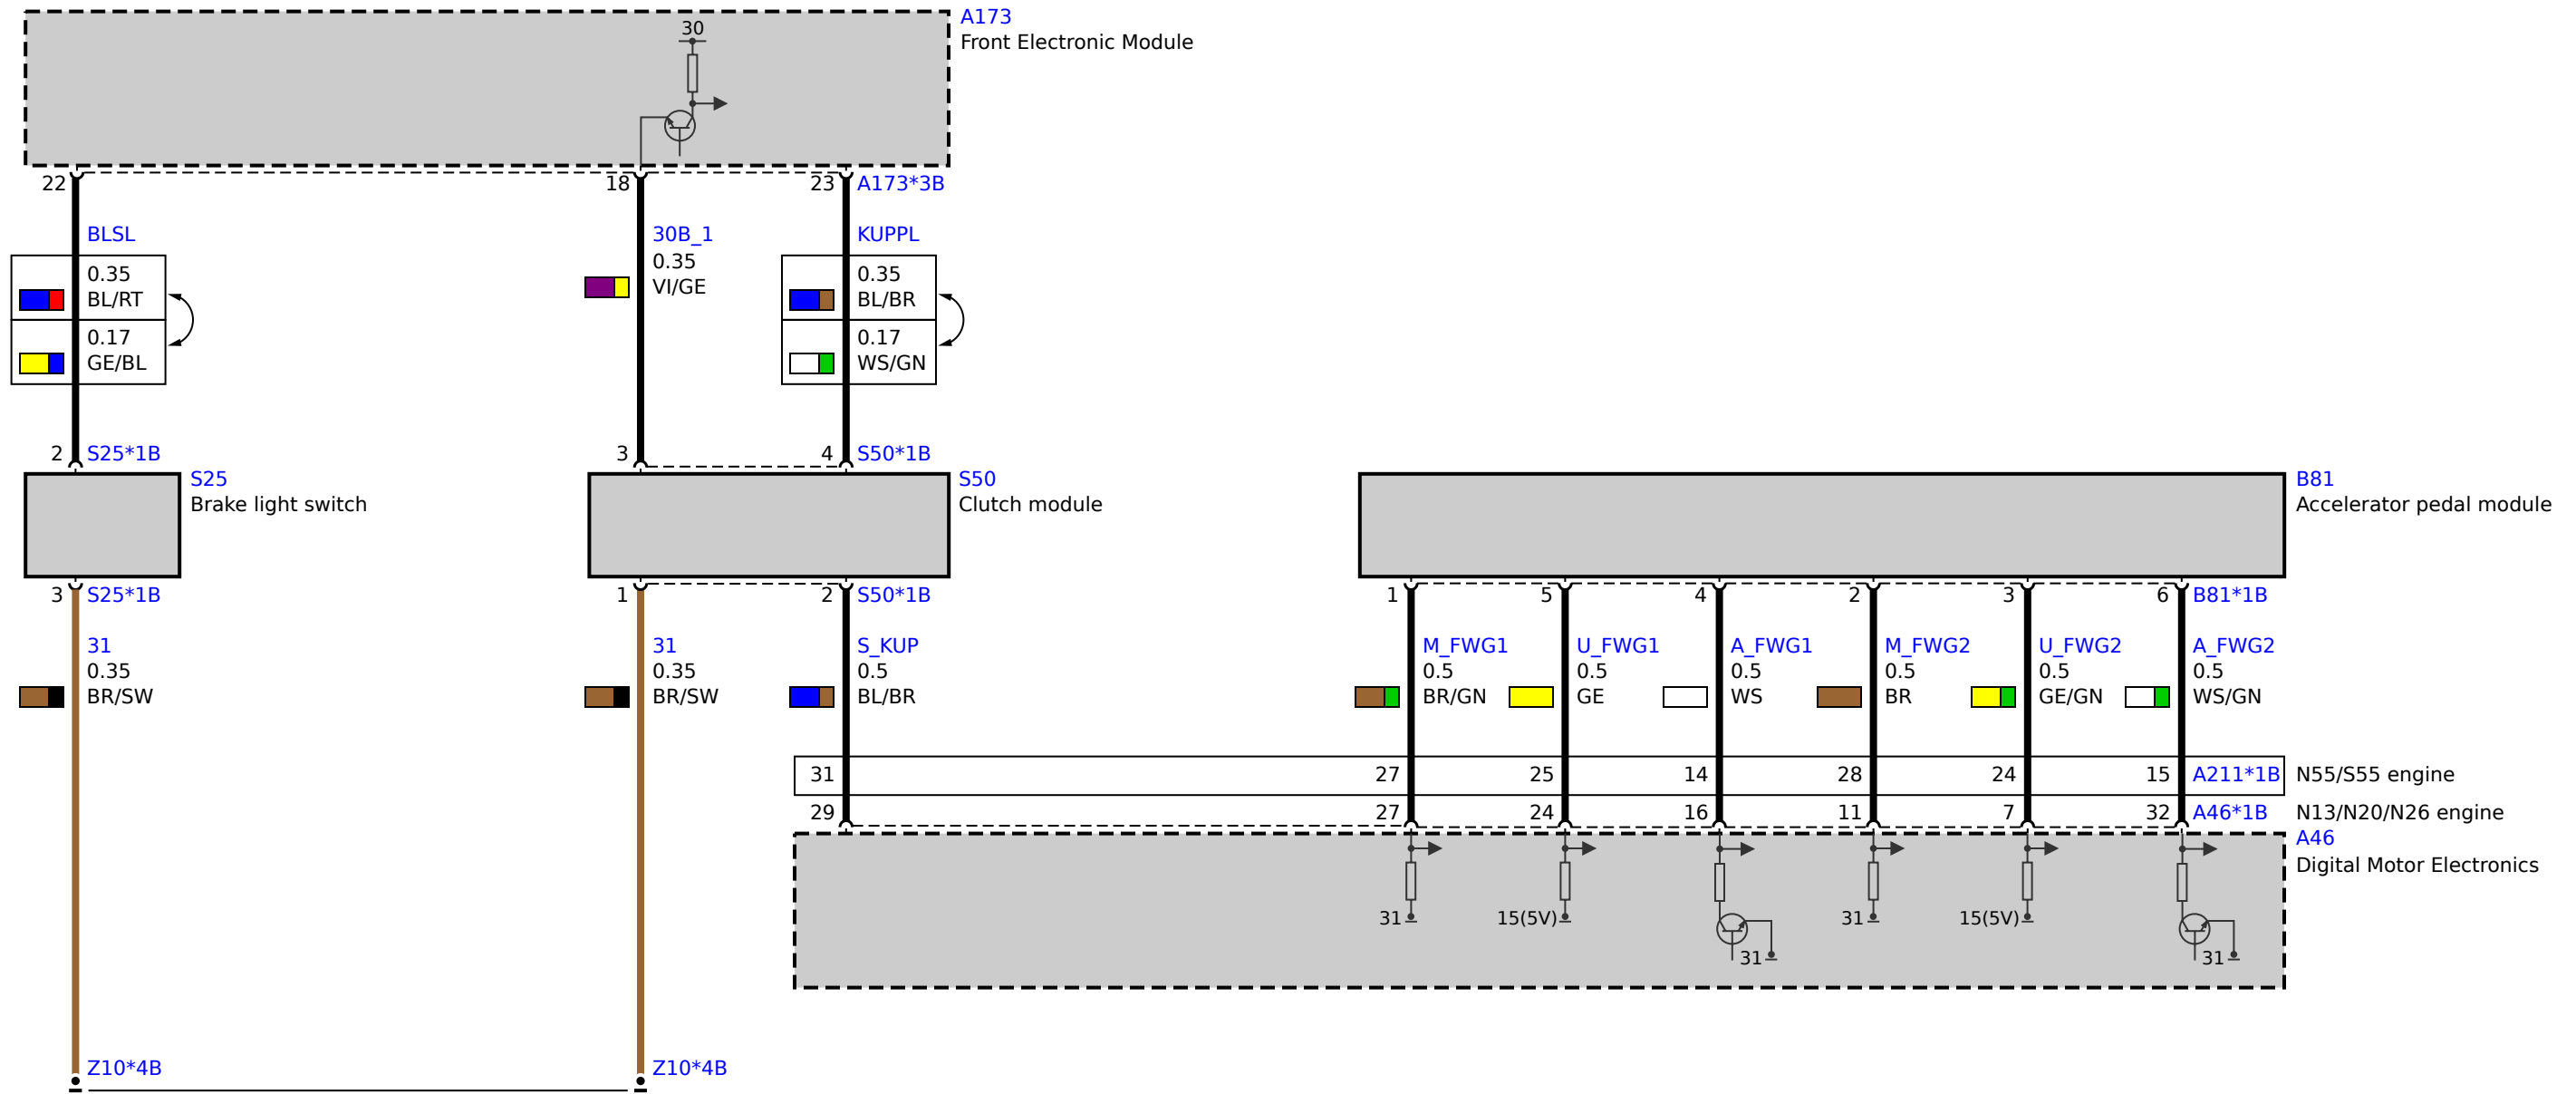 A173
Front Electronic Module
30
22
18
23
A173*3B
BLSL
0.35
BL/RT
0.17
GE/BL
30B_1
0.35
VI/GE
KUPPL
0.35
BL/BR
0.17
WS/GN
2
S25*1B
3
4
S50*1B
S25
Brake light switch
S50
Clutch module
B81
Accelerator pedal module
3
S25*1B
1
2
S50*1B
1
5
4
2
3
6
B81*1B
31
0.35
BR/SW
31
0.35
BR/SW
S_KUP
0.5
BL/BR
M_FWG1
0.5
BR/GN
U_FWG1
0.5
GE
A_FWG1
0.5
WS
M_FWG2
0.5
BR
U_FWG2
0.5
GE/GN
A_FWG2
0.5
WS/GN
31
27
25
14
28
24
15
A211*1B
N55/S55 engine
29
27
24
16
11
7
32
A46*1B
N13/N20/N26 engine
A46
Digital Motor Electronics
31
15(5V)
31
31
15(5V)
31
Z10*4B
Z10*4B